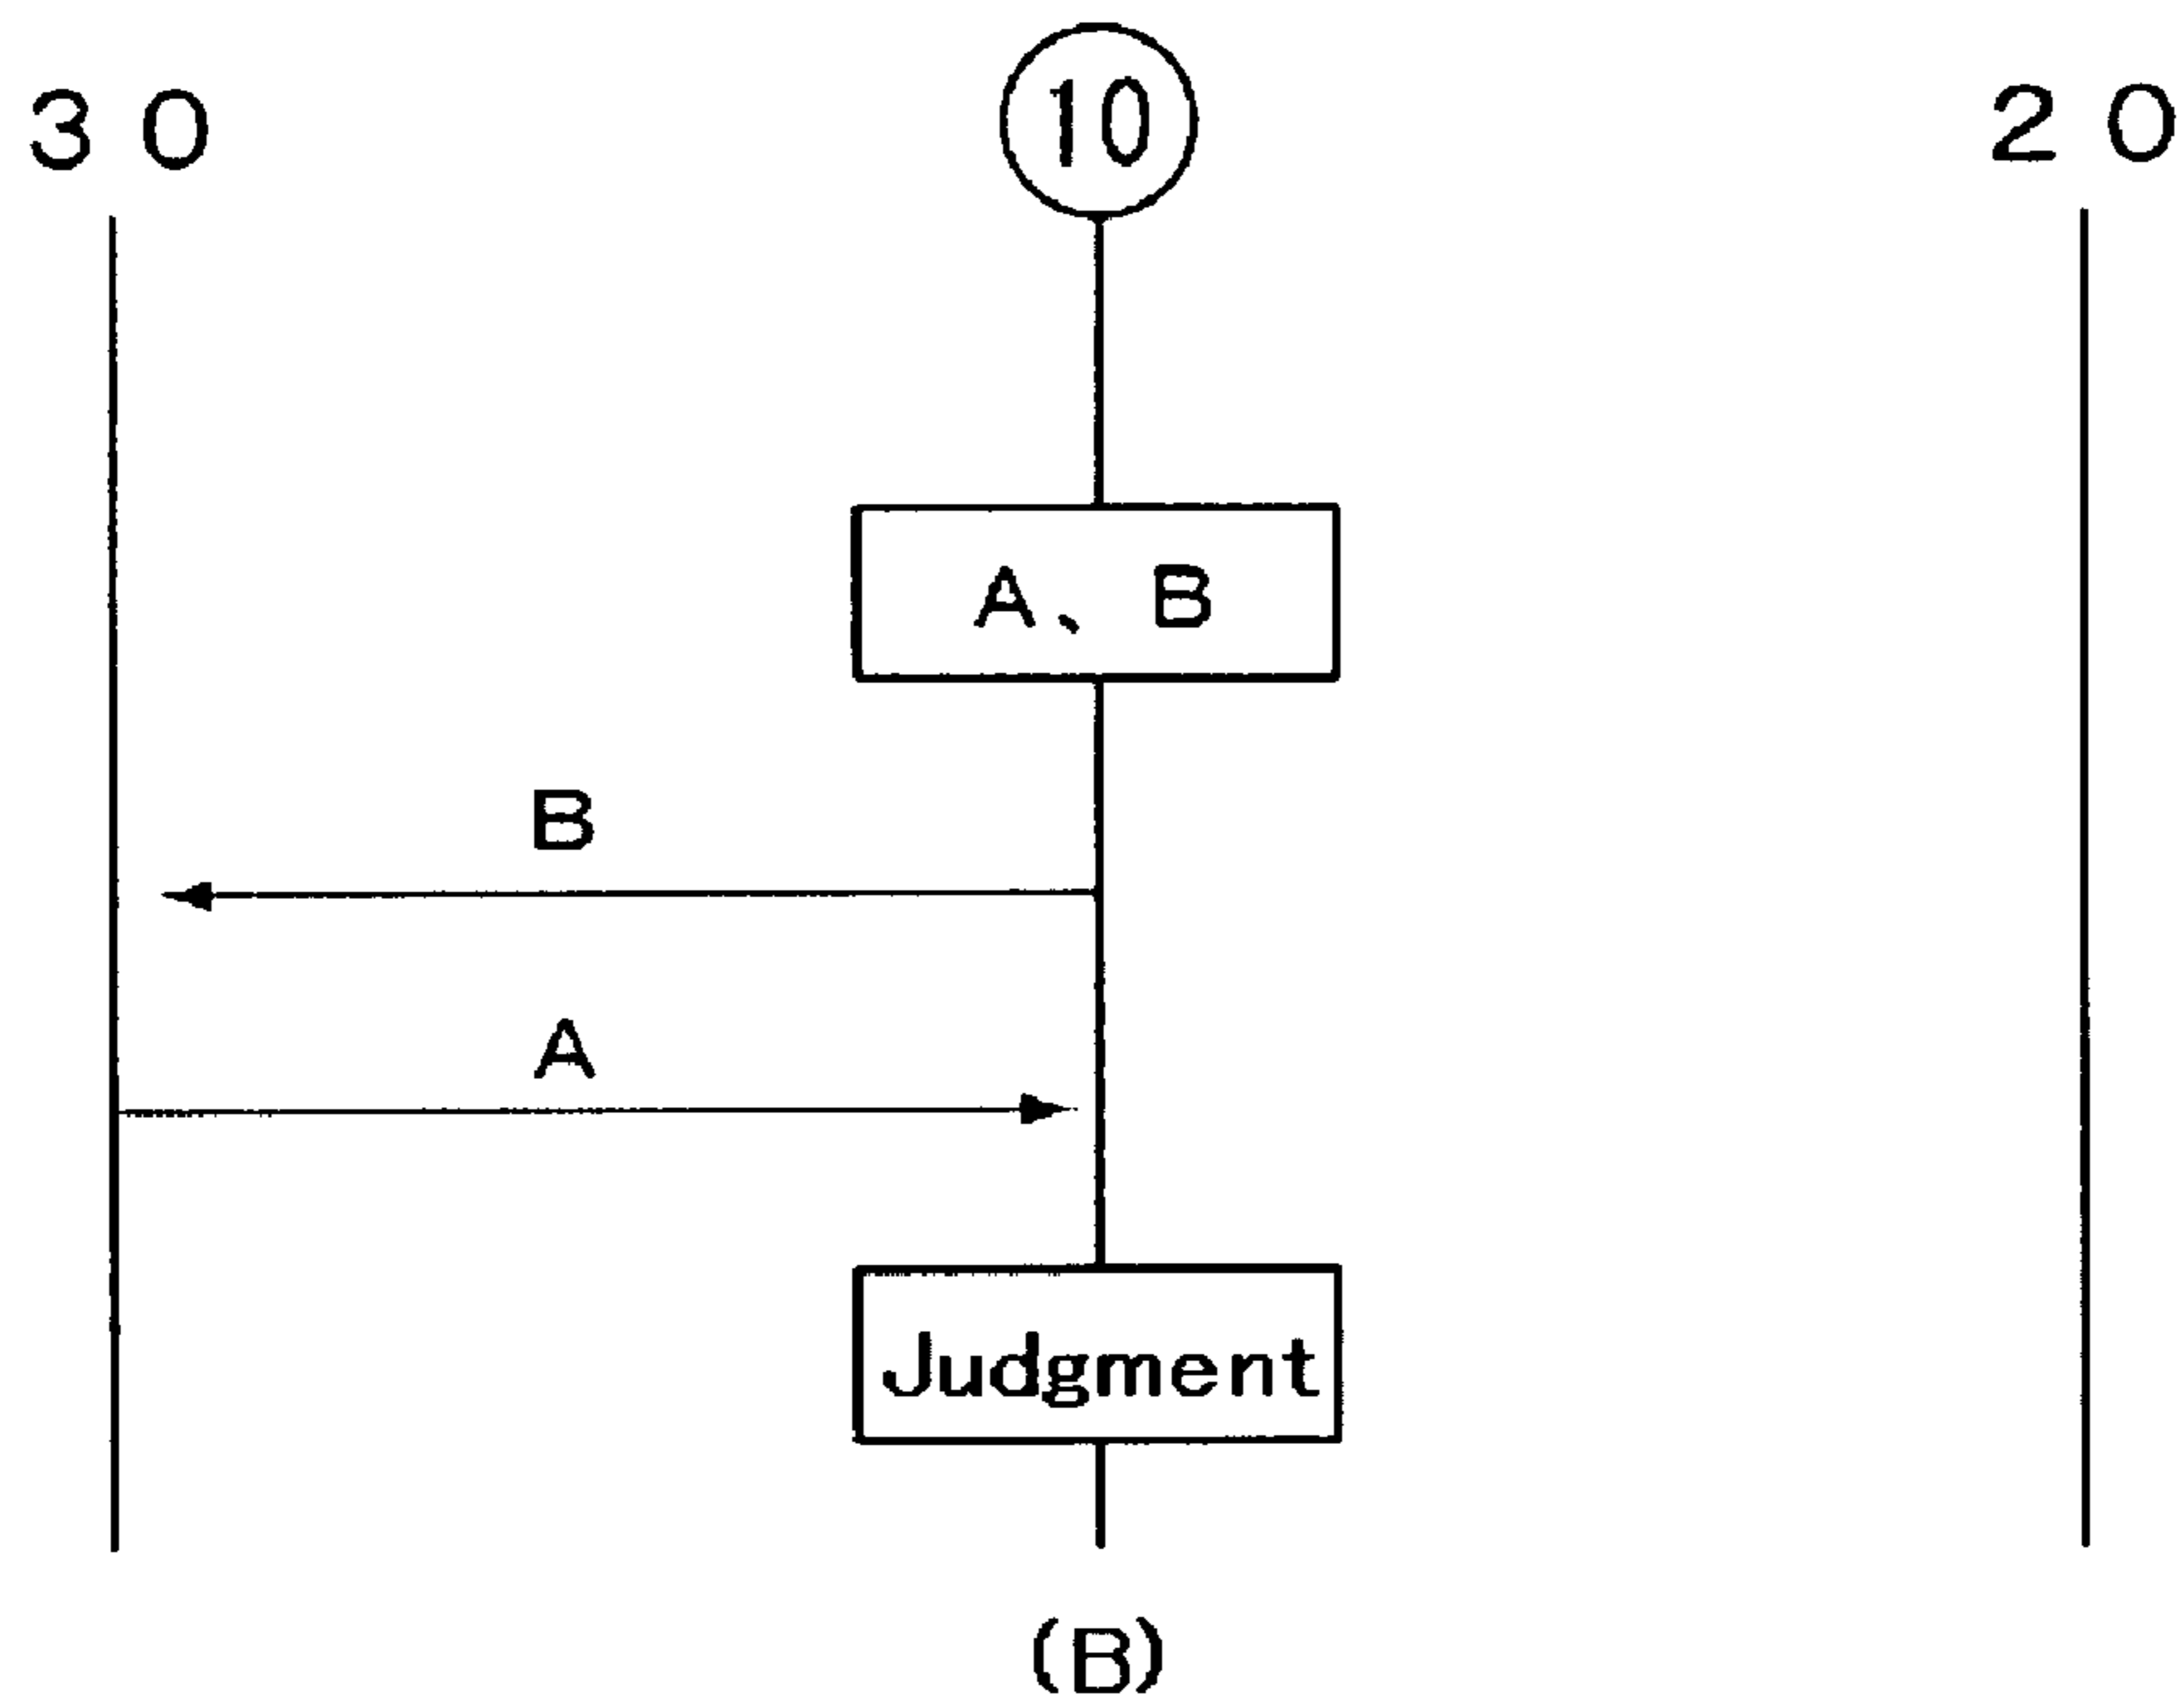 ３０ 10 ２０
Ａ、Ｂ
Ｂ
Ａ
Judgment
(B)